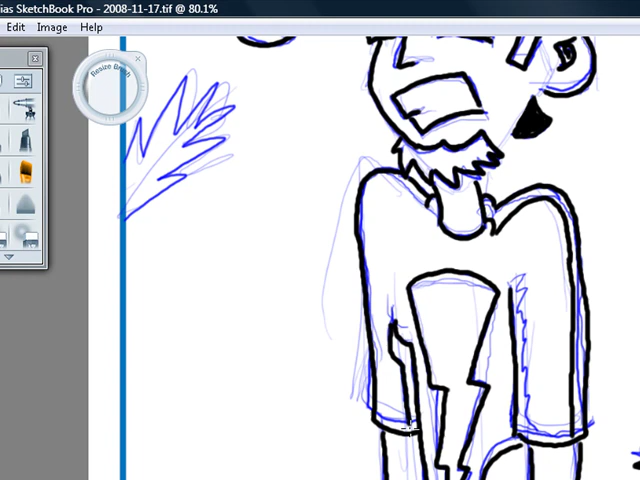 ias SketchBook Pro - 2008-11-17.tif @ 80.1%
Edit Image Help
Resize Brush